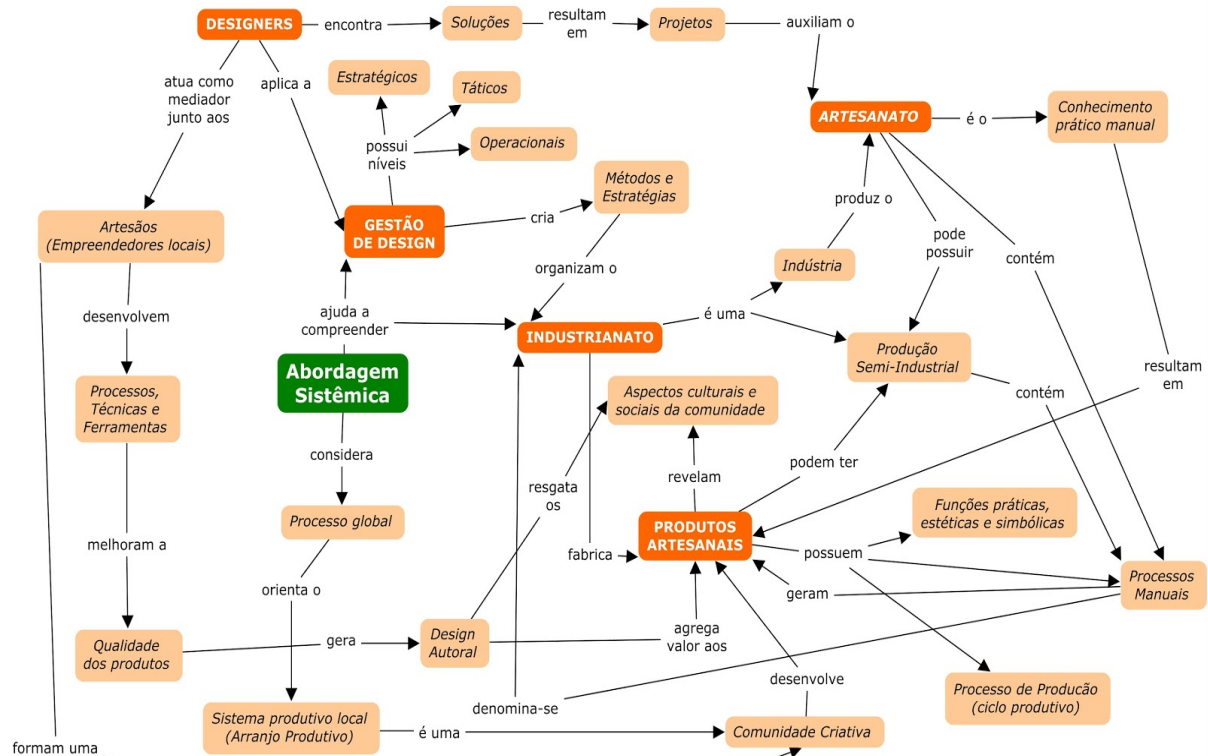 DESIGNERS
encontra
Soluções
resultam
em
Projetos
auxiliam o
atua como
mediador
junto aos
aplica a
Estratégicos
Táticos
Operacionais
possui
níveis
ARTESANATO
é o
Conhecimento
prático manual
Métodos e
Estratégias
cria
GESTÃO
DE DESIGN
Artesãos
(Empreendedores locais)
produz o
pode
possuir
contém
organizam o
Indústria
desenvolvem
ajuda a
compreender
INDUSTRIANATO
é uma
Produção
Semi-Industrial
resultam
em
Abordagem
Sistêmica
Processos,
Técnicas e
Ferramentas
Aspectos culturais e
sociais da comunidade
contém
considera
revelam
podem ter
resgata
os
Processo global
PRODUTOS
ARTESANAIS
Funções práticas,
estéticas e simbólicas
melhoram a
fabrica
possuem
geram
Processos
Manuais
orienta o
Qualidade
dos produtos
gera
Design
Autoral
agrega
valor aos
desenvolve
Processo de Producão
(ciclo produtivo)
denomina-se
Sistema produtivo local
(Arranjo Produtivo)
é uma
Comunidade Criativa
formam uma